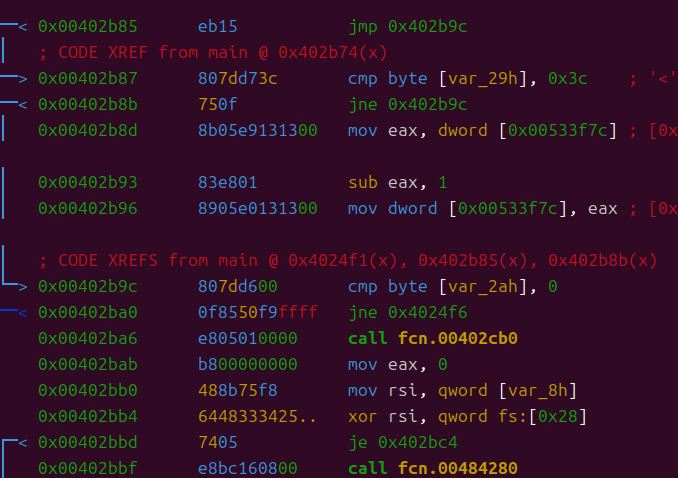 < 0x00402b85 eb15 jmp 0x402b9c
; CODE XREF from main @ 0x402b74(x)
> 0x00402b87 807dd73c cmp byte [var_29h], 0x3c ; '<'
< 0x00402b8b 750f jne 0x402b9c
0x00402b8d 8b05e9131300 mov eax, dword [0x00533f7c] ; [0x
0x00402b93 83e801 sub eax, 1
0x00402b96 8905e0131300 mov dword [0x00533f7c], eax ; [0x
; CODE XREFS from main @ 0x4024f1(x), 0x402b85(x), 0x402b8b(x)
> 0x00402b9c 807dd600 cmp byte [var_2ah], 0
< 0x00402ba0 0f8550f9ffff jne 0x4024f6
0x00402ba6 e805010000 call fcn.00402cb0
0x00402bab b800000000 mov eax, 0
0x00402bb0 488b75f8 mov rsi, qword [var_8h]
0x00402bb4 6448333425.. xor rsi, qword fs:[0x28]
< 0x00402bbd 7405 je 0x402bc4
0x00402bbf e8bc160800 call fcn.00484280